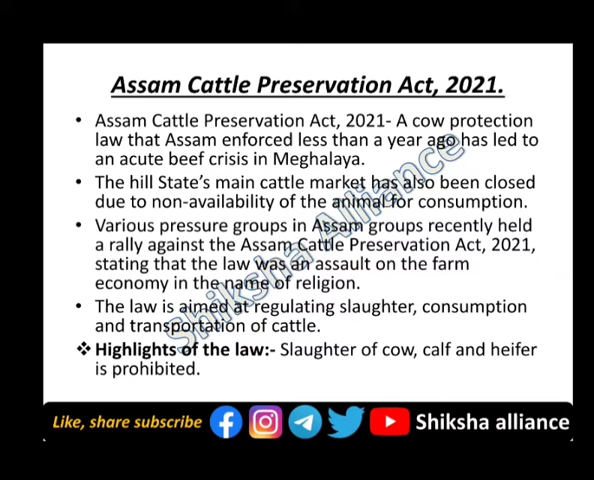 Assam Cattle Preservation Act, 2021.
• Assam Cattle Preservation Act, 2021- A cow protection
law that Assam enforced less than a year ago has led to
an acute beef crisis in Meghalaya.
• The hill State's main cattle market has also been closed
due to non-availability of the animal for consumption.
• Various pressure groups in Assam groups recently held
a rally against the Assam Cattle Preservation Act, 2021,
stating that the law was an assault on the farm
economy in the name of religion.
• The law is aimed at regulating slaughter, consumption
and transportation of cattle.
❖ Highlights of the law:- Slaughter of cow, calf and heifer
is prohibited.
Shiksha Alliance
Like, share subscribe Shiksha alliance